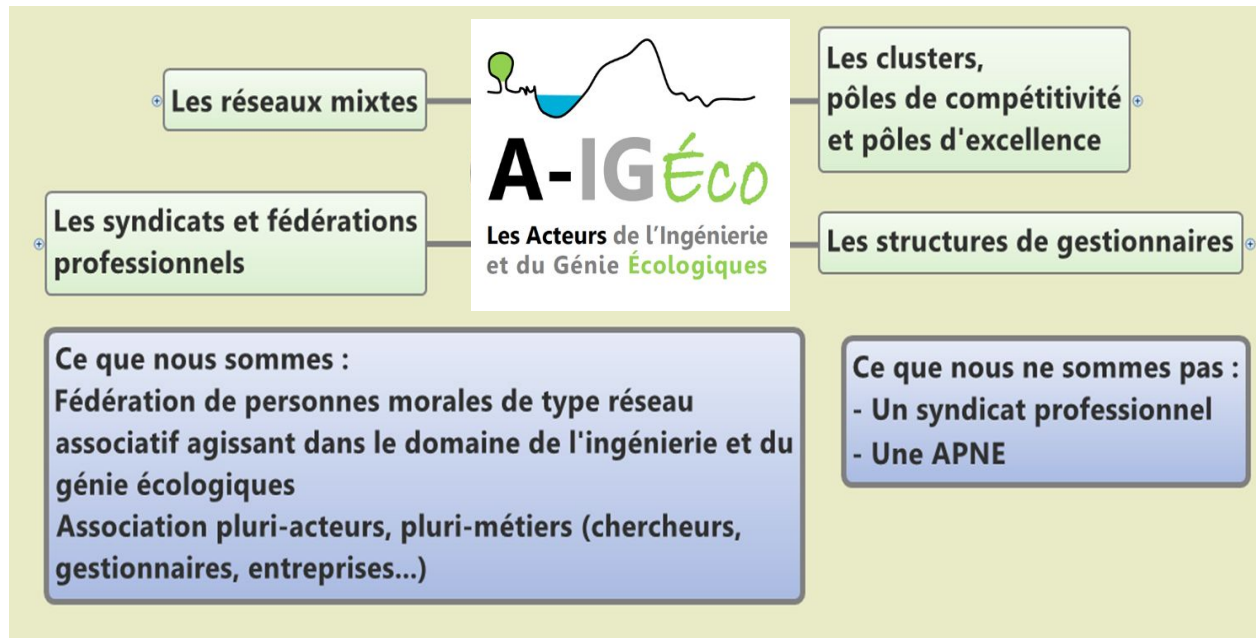 Les réseaux mixtes
Les syndicats et fédérations
professionnels
A-IGÉco
Les Acteurs de l'Ingénierie
et du Génie Écologiques
Les clusters,
pôles de compétitivité
et pôles d'excellence
Les structures de gestionnaires
Ce que nous sommes :
Fédération de personnes morales de type réseau
associatif agissant dans le domaine de l'ingénierie et du
génie écologiques
Association pluri-acteurs, pluri-métiers (chercheurs,
gestionnaires, entreprises...)
Ce que nous ne sommes pas :
- Un syndicat professionnel
- Une APNE